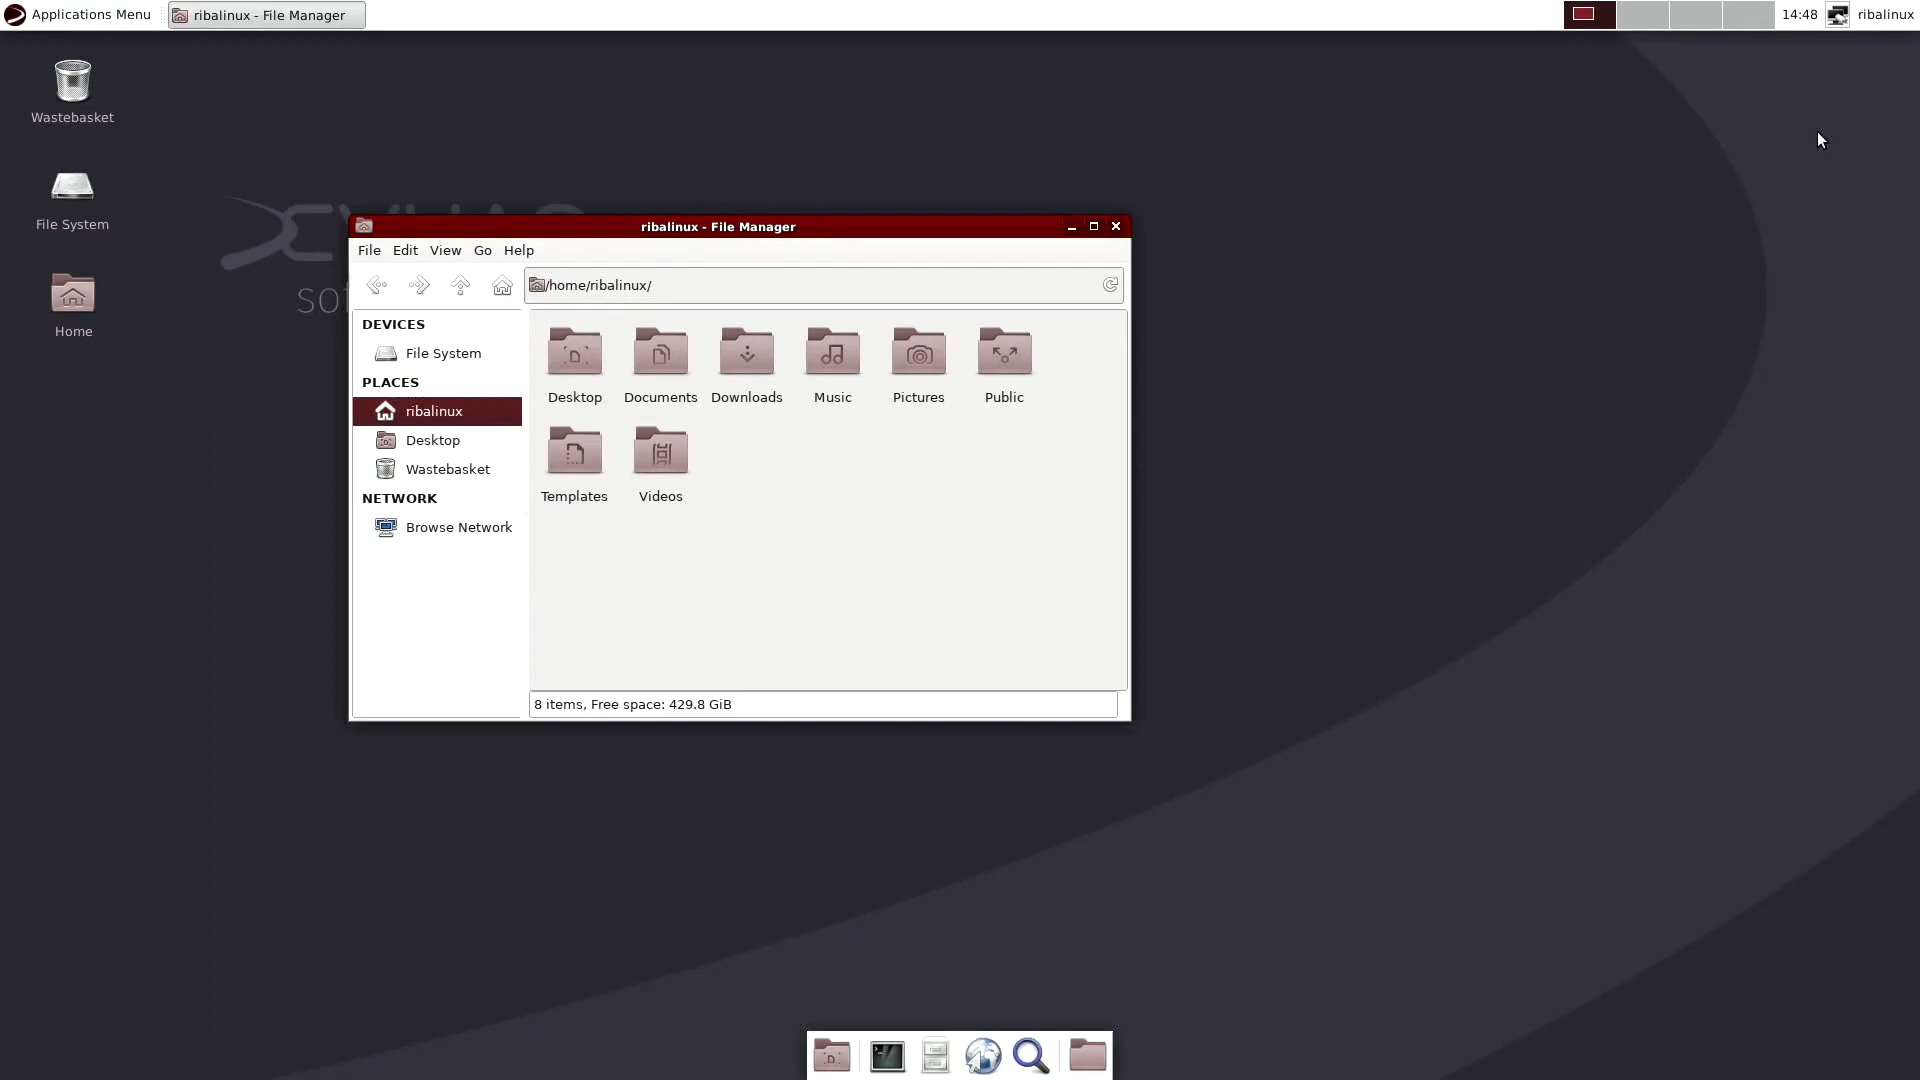 Applications Menu
ribalinux - File Manager
14:48
ribalinux
Wastebasket
File System
Home
so
ribalinux - File Manager
File Edit View Go Help
/home/ribalinux/
DEVICES
File System
PLACES
ribalinux
Desktop
Wastebasket
NETWORK
Browse Network
Desktop Documents Downloads Music Pictures Public
Templates Videos
8 items, Free space: 429.8 GiB